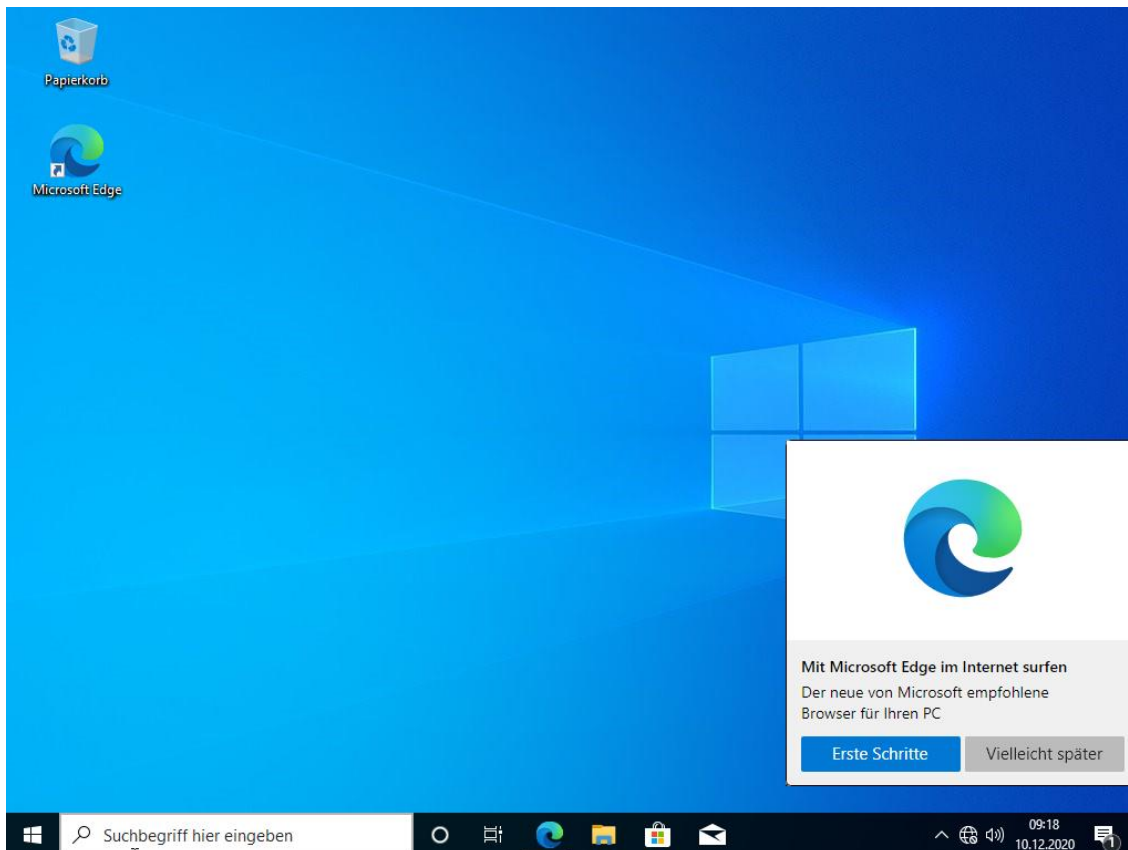 Papierkorb
Microsoft Edge
Mit Microsoft Edge im Internet surfen
Der neue von Microsoft empfohlene
Browser für Ihren PC
Erste Schritte
Vielleicht später
Suchbegriff hier eingeben
09:18
10.12.2020
1